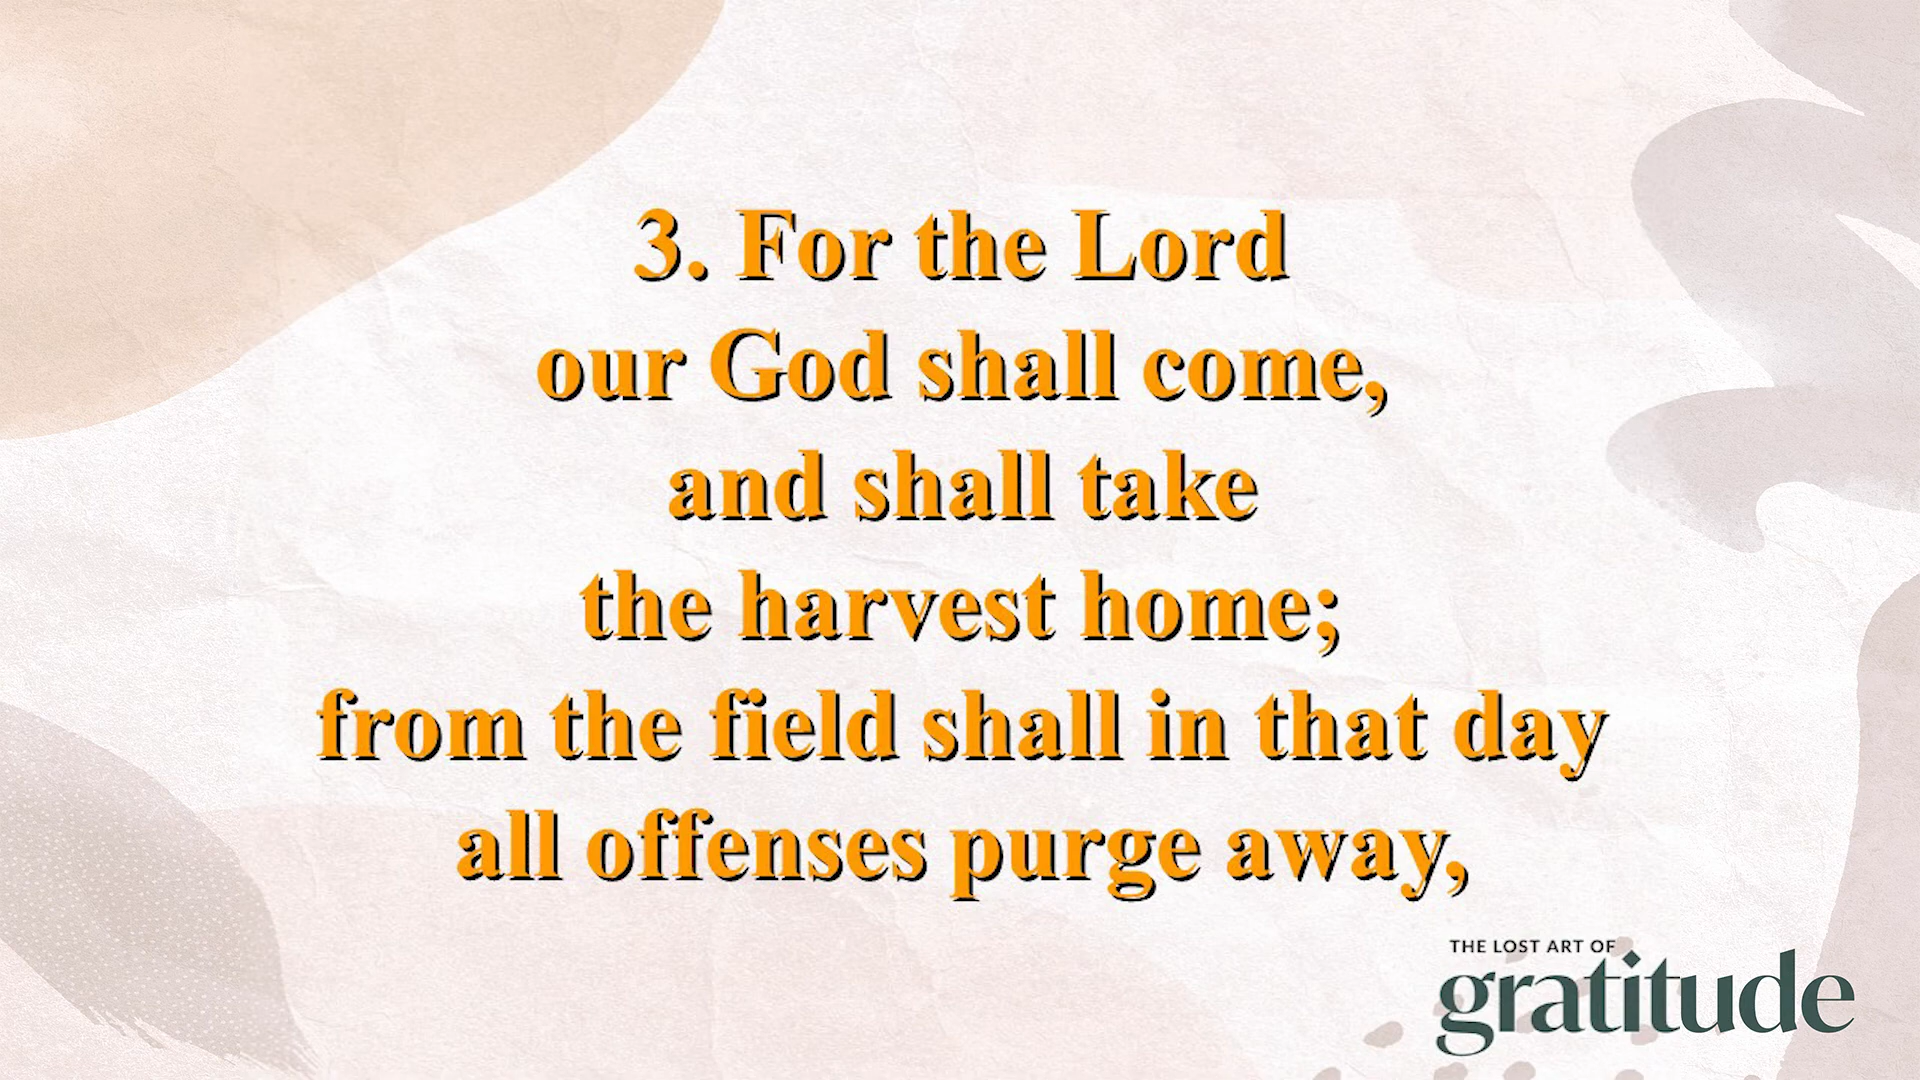 3. For the Lord
our God shall come,
and shall take
the harvest home;
from the field shall in that day
all offenses purge away,
THE LOST ART OF
gratitude